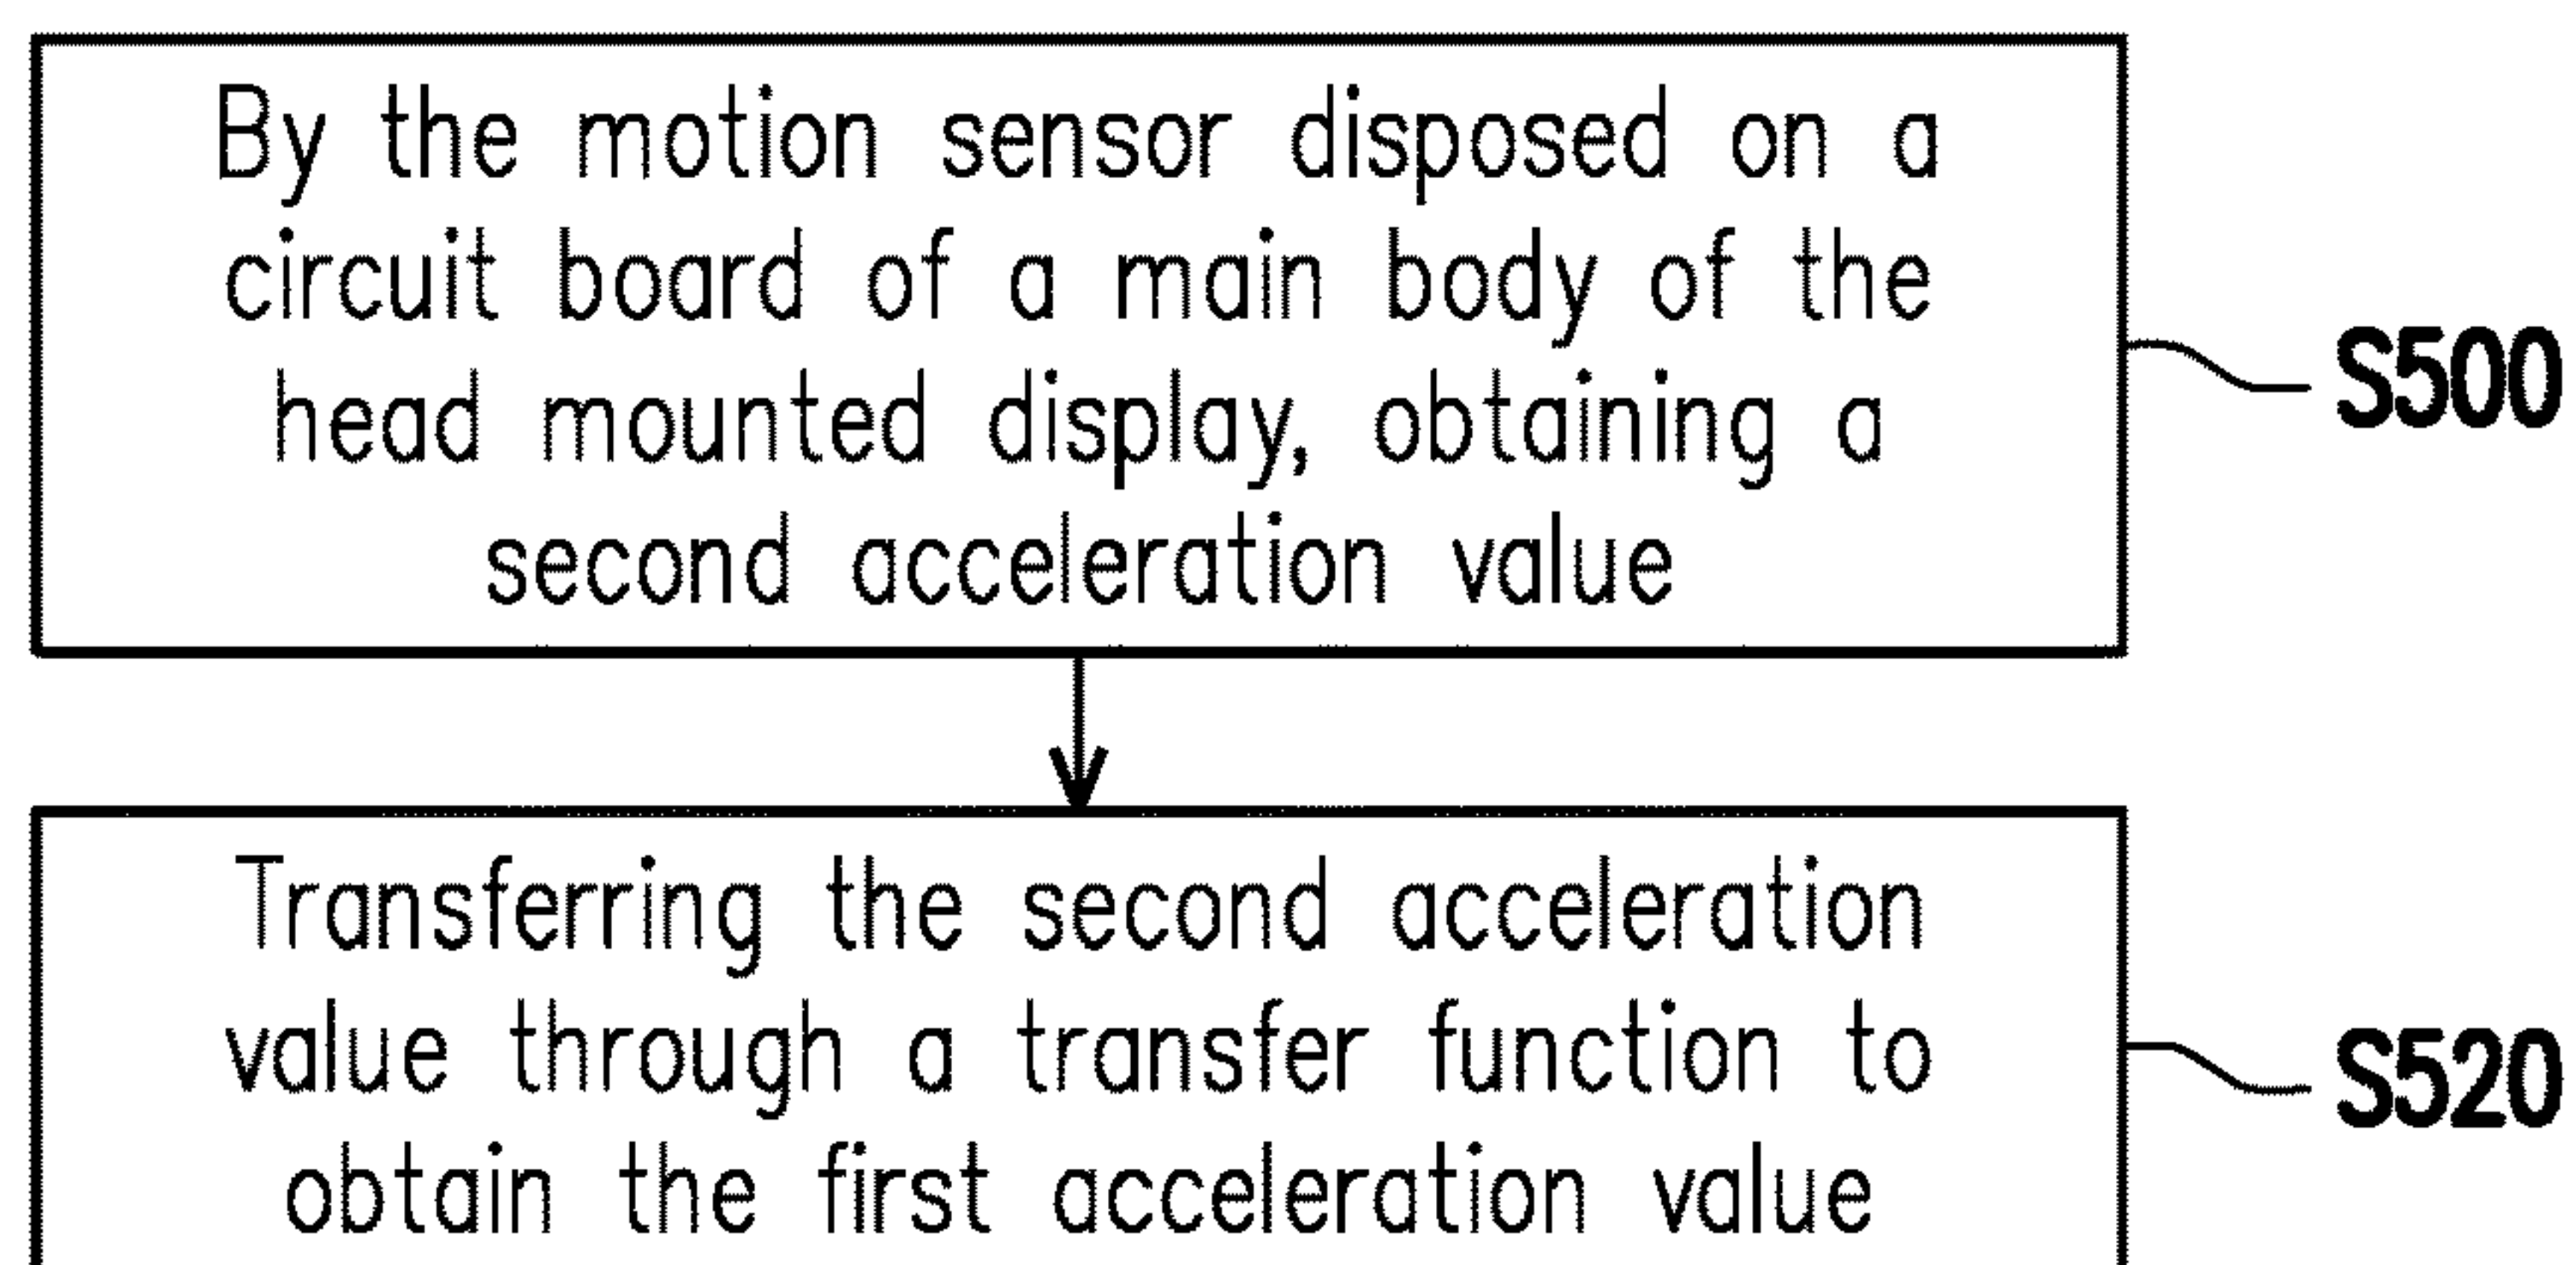 By the motion sensor disposed on a
circuit board of a main body of the
head mounted display, obtaining a
second acceleration value
S500
Transferring the second acceleration
value through a transfer function to
obtain the first acceleration value
S520